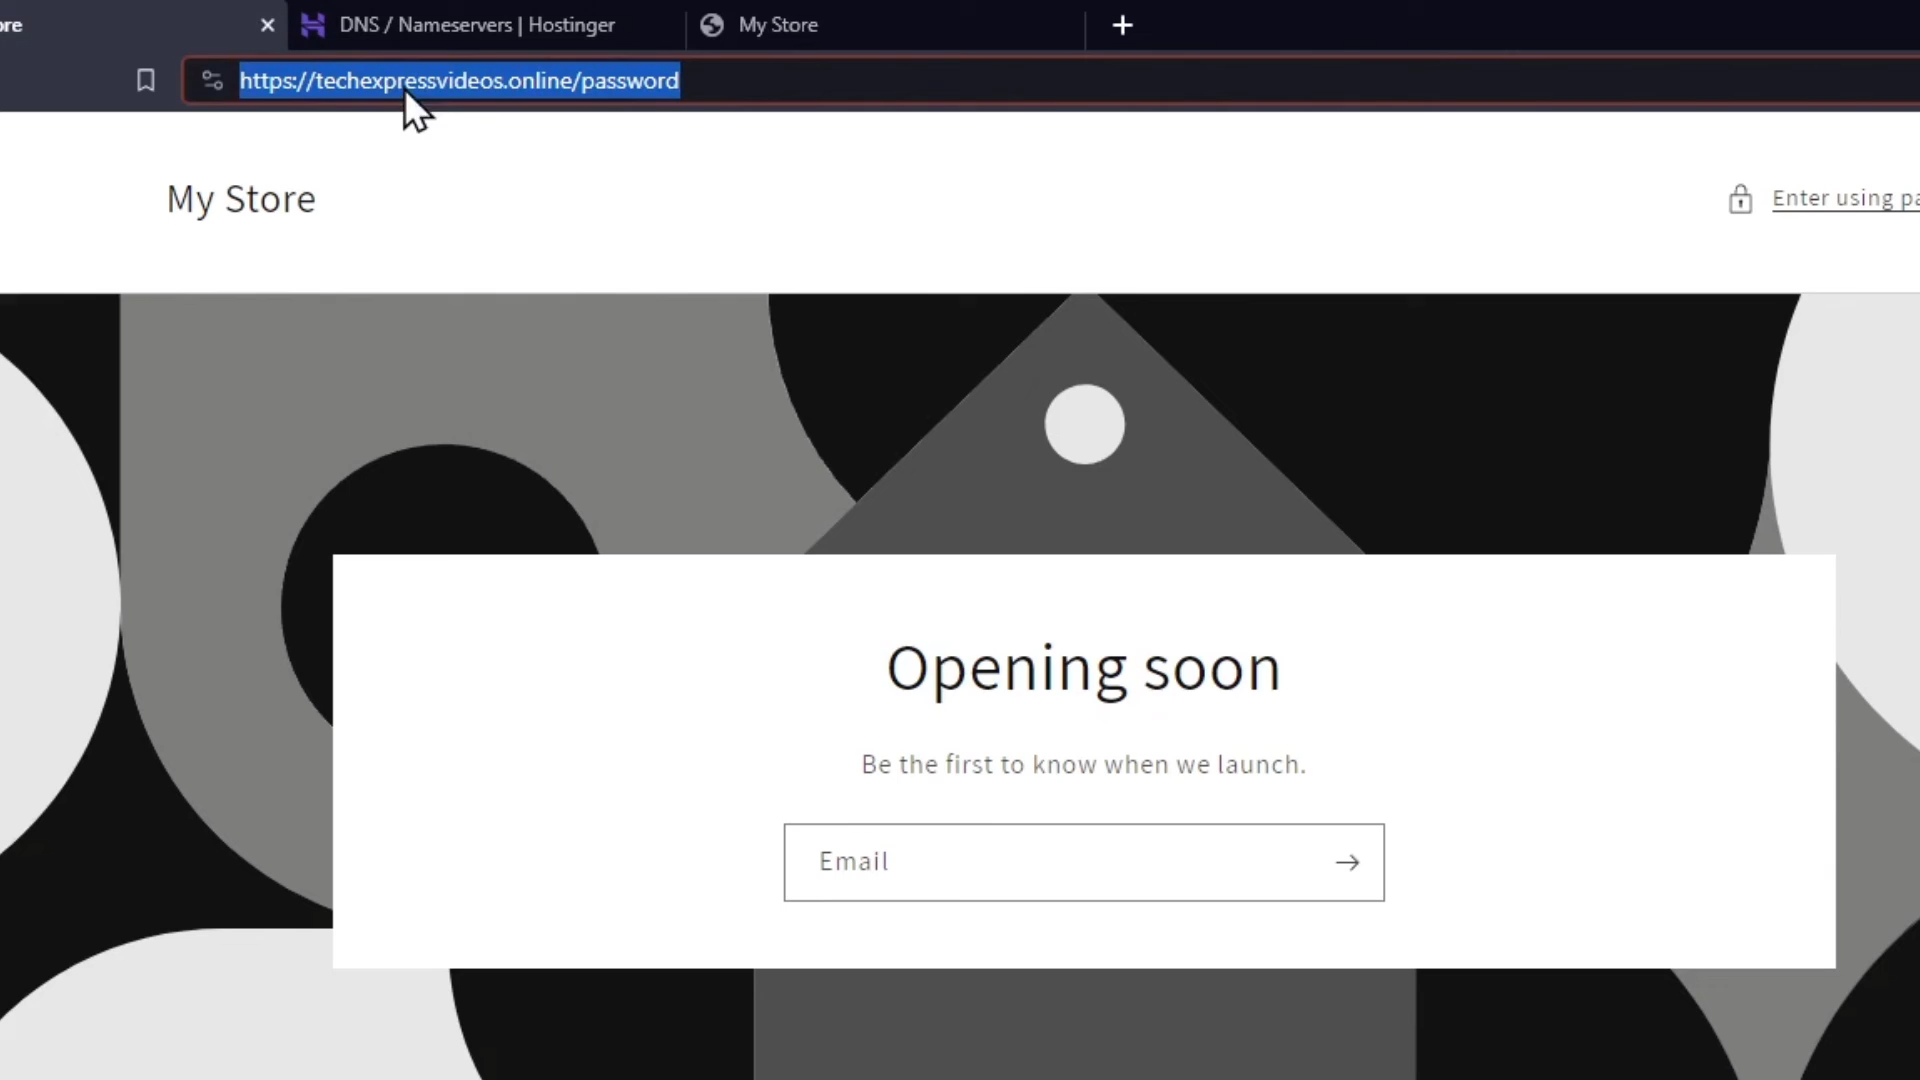 re
DNS / Nameservers | Hostinger
My Store
https://techexpressvideos.online/password
My Store
Enter using pa
Opening soon
Be the first to know when we launch.
Email